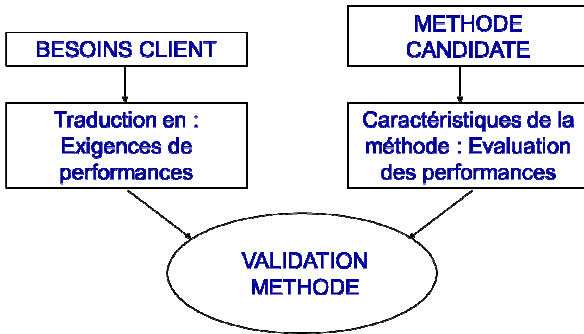 BESOINS CLIENT
METHODE
CANDIDATE
Traduction en :
Exigences de
performances
Caractéristiques de la
méthode : Evaluation
des performances
VALIDATION
METHODE